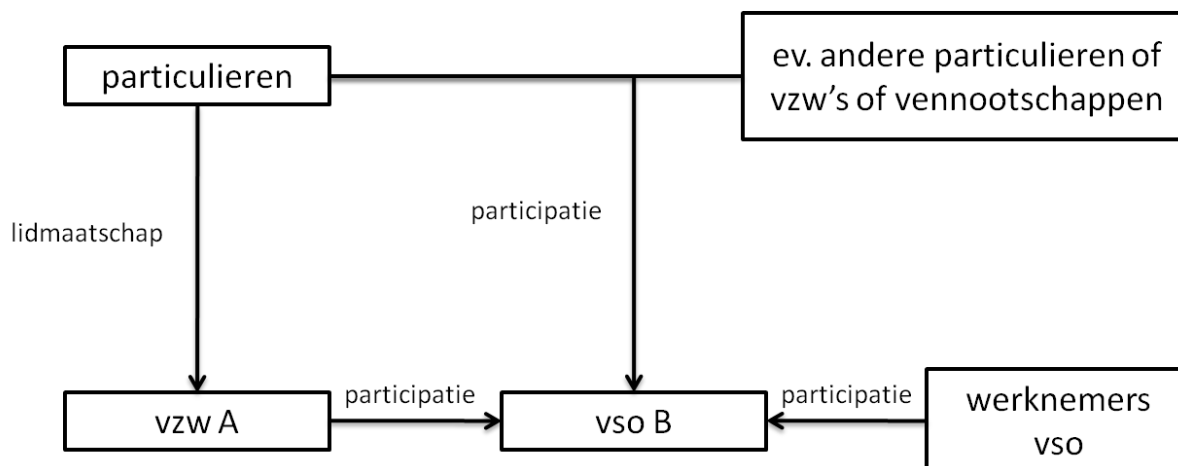 particulieren
ev. andere particulieren of
vzw's of vennootschappen
lidmaatschap
participatie
vzw A
participatie
vso B
participatie
werknemers
vso